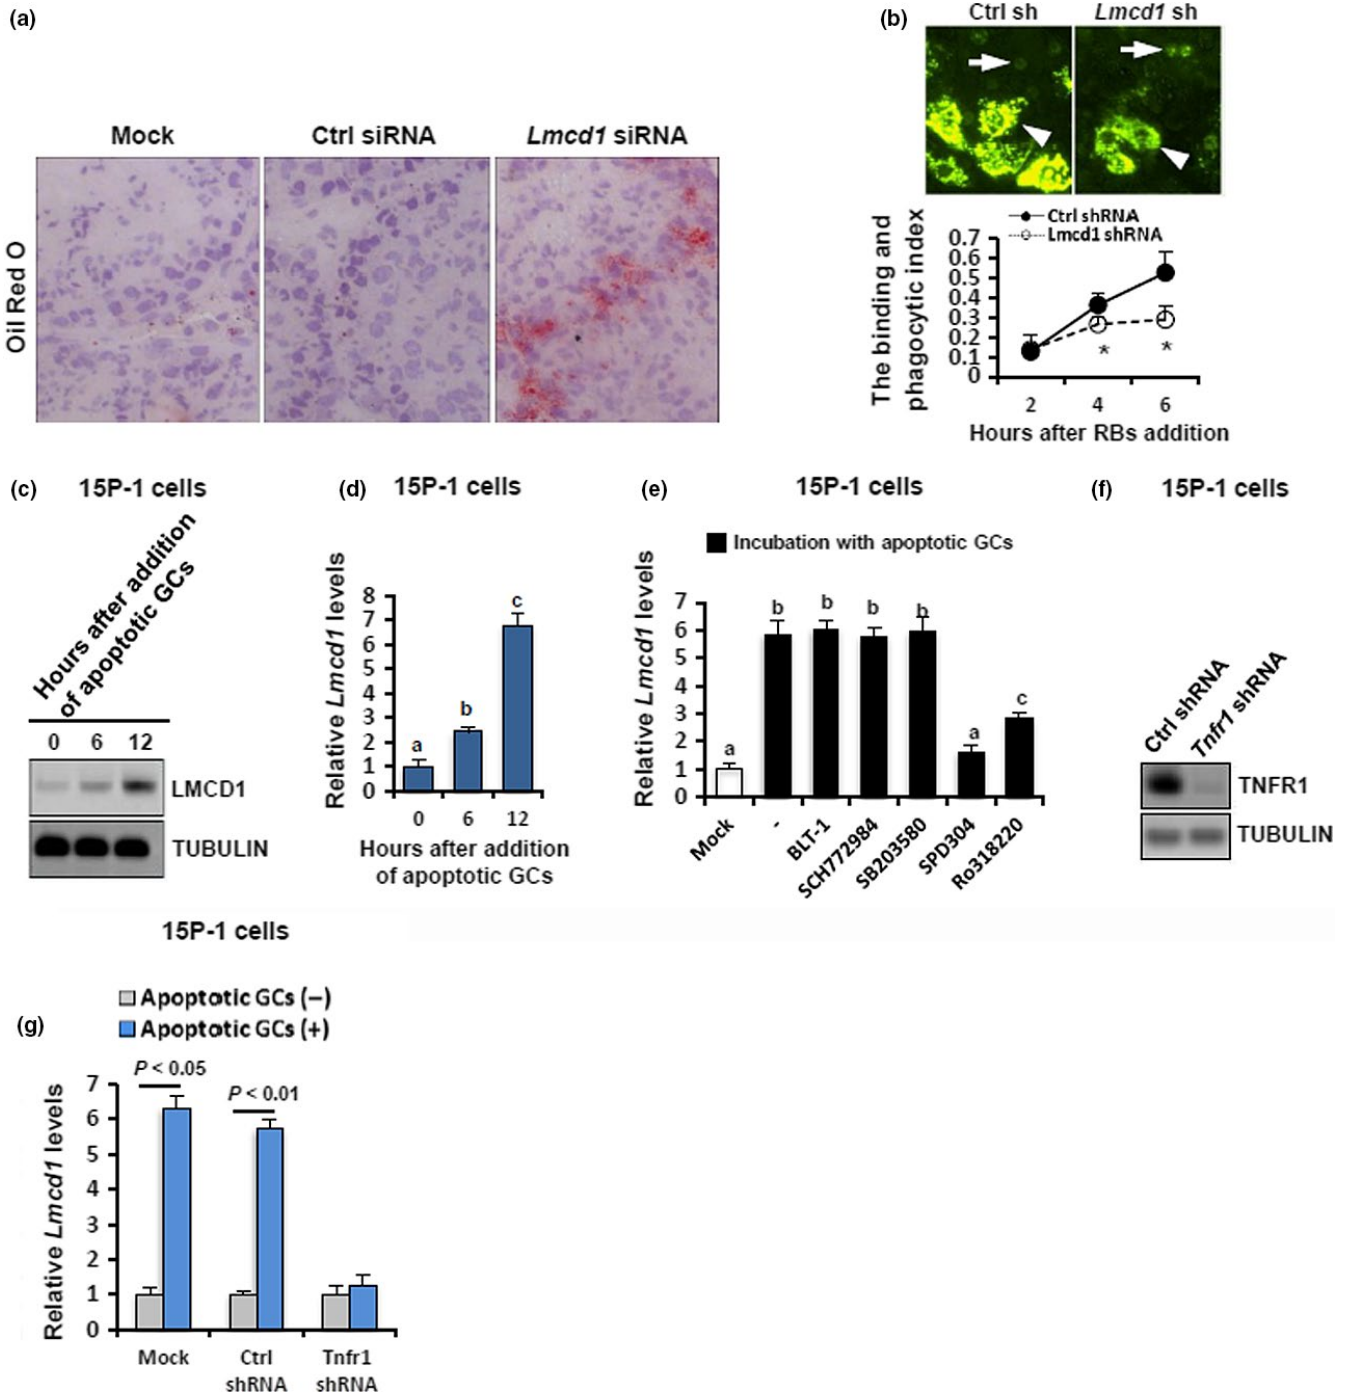 (a)
Mock
Ctrl siRNA
Lmcd1 siRNA
Oil Red O
(b)
Ctrl sh
Lmcd1 sh
Ctrl shRNA
Lmcd1 shRNA
The binding and
phagocytic index
0.7
0.6
0.5
0.4
0.3
0.2
0.1
0
*
*
2
4
6
Hours after RBs addition
(c)
15P-1 cells
Hours after addition
of apoptotic GCs
0 6 12
LMCD1
TUBULIN
(d)
15P-1 cells
Relative Lmcd1 levels
8
7
6
5
4
3
2
1
0
a
b
c
0 6 12
Hours after addition
of apoptotic GCs
(e)
15P-1 cells
Incubation with apoptotic GCs
Relative Lmcd1 levels
7
6
5
4
3
2
1
0
a
b
b
b
b
a
c
Mock
-
BLT-1
SCH772984
SB203580
SPD304
Ro318220
(f)
15P-1 cells
Ctrl shRNA
Tnfr1 shRNA
TNFR1
TUBULIN
15P-1 cells
(g)
Apoptotic GCs (−)
Apoptotic GCs (+)
P < 0.05
P < 0.01
Relative Lmcd1 levels
7
6
5
4
3
2
1
0
Mock
Ctrl
shRNA
Tnfr1
shRNA